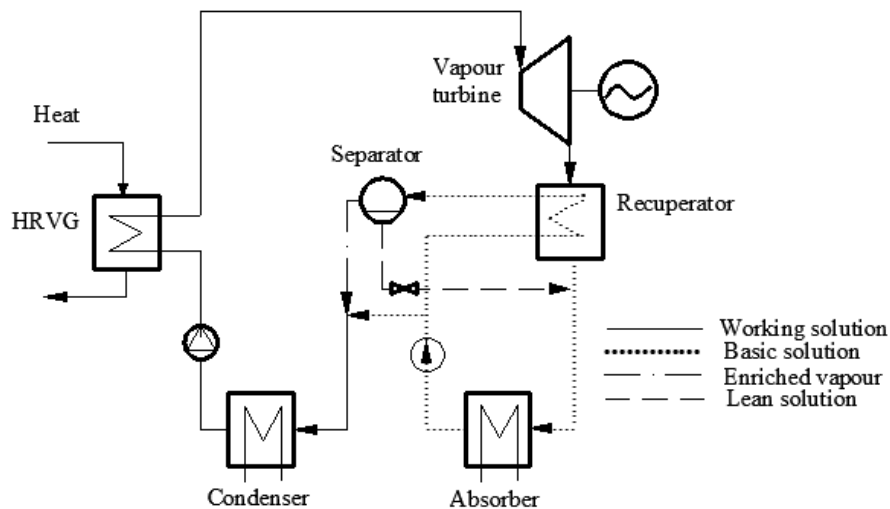 Vapour
turbine
Heat
Separator
HRVG
Recuperator
Working solution
Basic solution
Enriched vapour
Lean solution
Condenser
Absorber